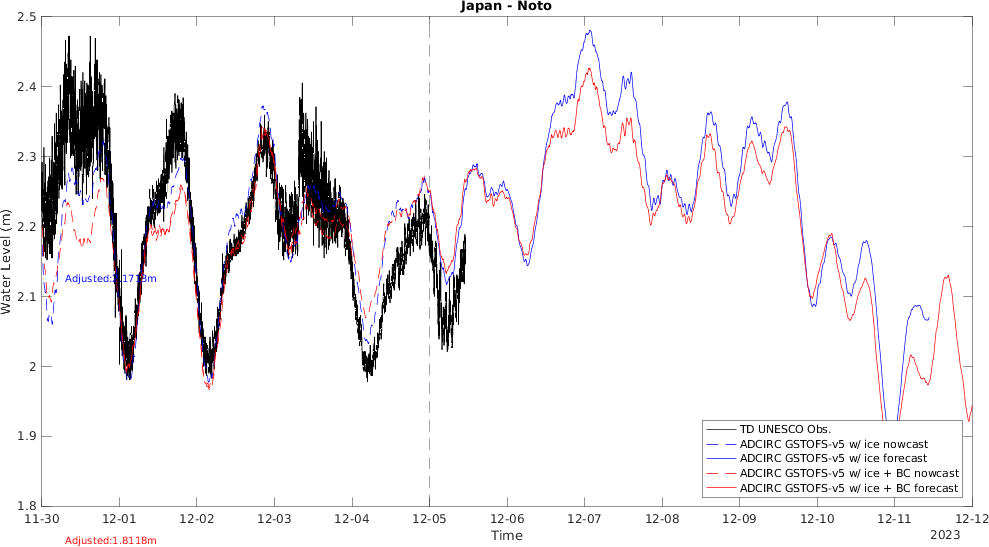 Japan - Noto
2.5
2.4
2.3
2.2
2.1
2
1.9
1.8
Water Level (m)
11-30
12-01
12-02
12-03
12-04
12-05
12-06
12-07
12-08
12-09
12-10
12-11
12-12
Time
2023
TD UNESCO Obs.
ADCIRC GSTOFS-v5 w/ ice nowcast
ADCIRC GSTOFS-v5 w/ ice forecast
ADCIRC GSTOFS-v5 w/ ice + BC nowcast
ADCIRC GSTOFS-v5 w/ ice + BC forecast
Adjusted:1.8118m